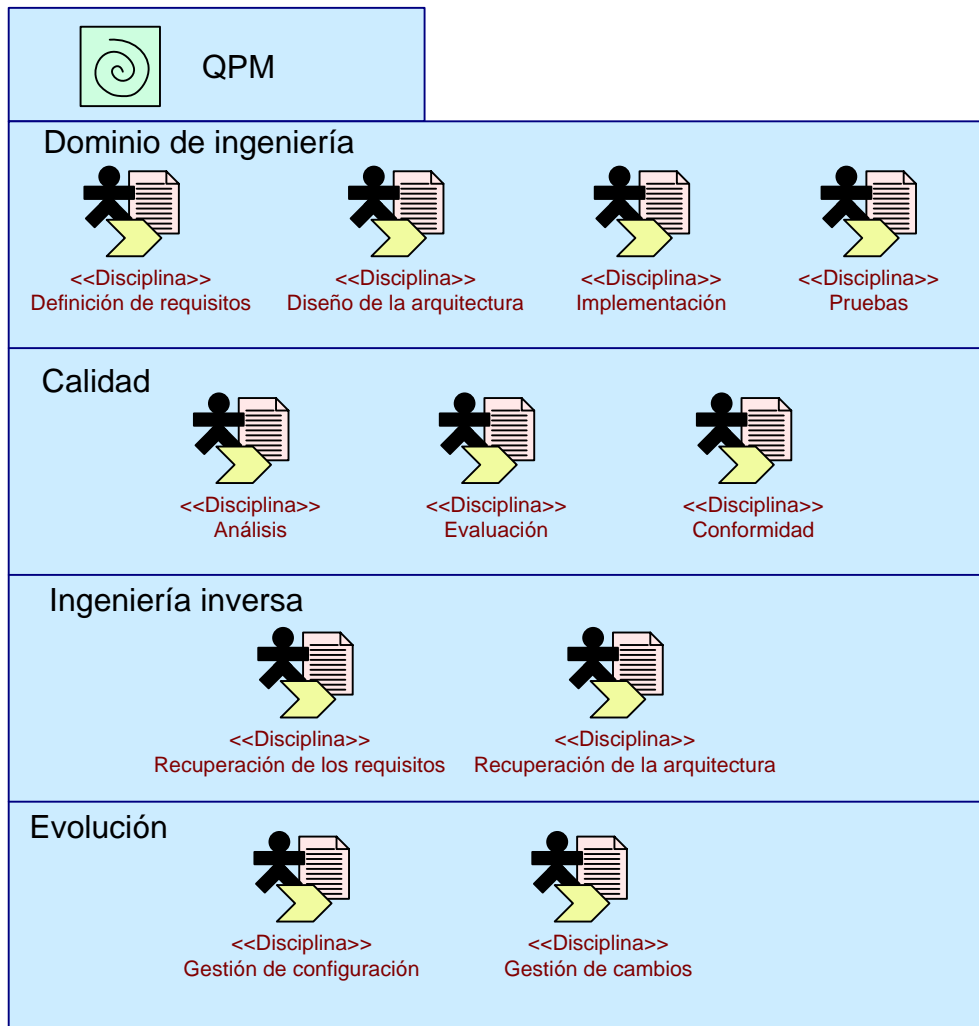 QPM
Dominio de ingeniería
<<Disciplina>>
Definición de requisitos
<<Disciplina>>
Diseño de la arquitectura
<<Disciplina>>
Implementación
<<Disciplina>>
Pruebas
Calidad
<<Disciplina>>
Análisis
<<Disciplina>>
Evaluación
<<Disciplina>>
Conformidad
Ingeniería inversa
<<Disciplina>>
Recuperación de los requisitos
<<Disciplina>>
Recuperación de la arquitectura
Evolución
<<Disciplina>>
Gestión de configuración
<<Disciplina>>
Gestión de cambios